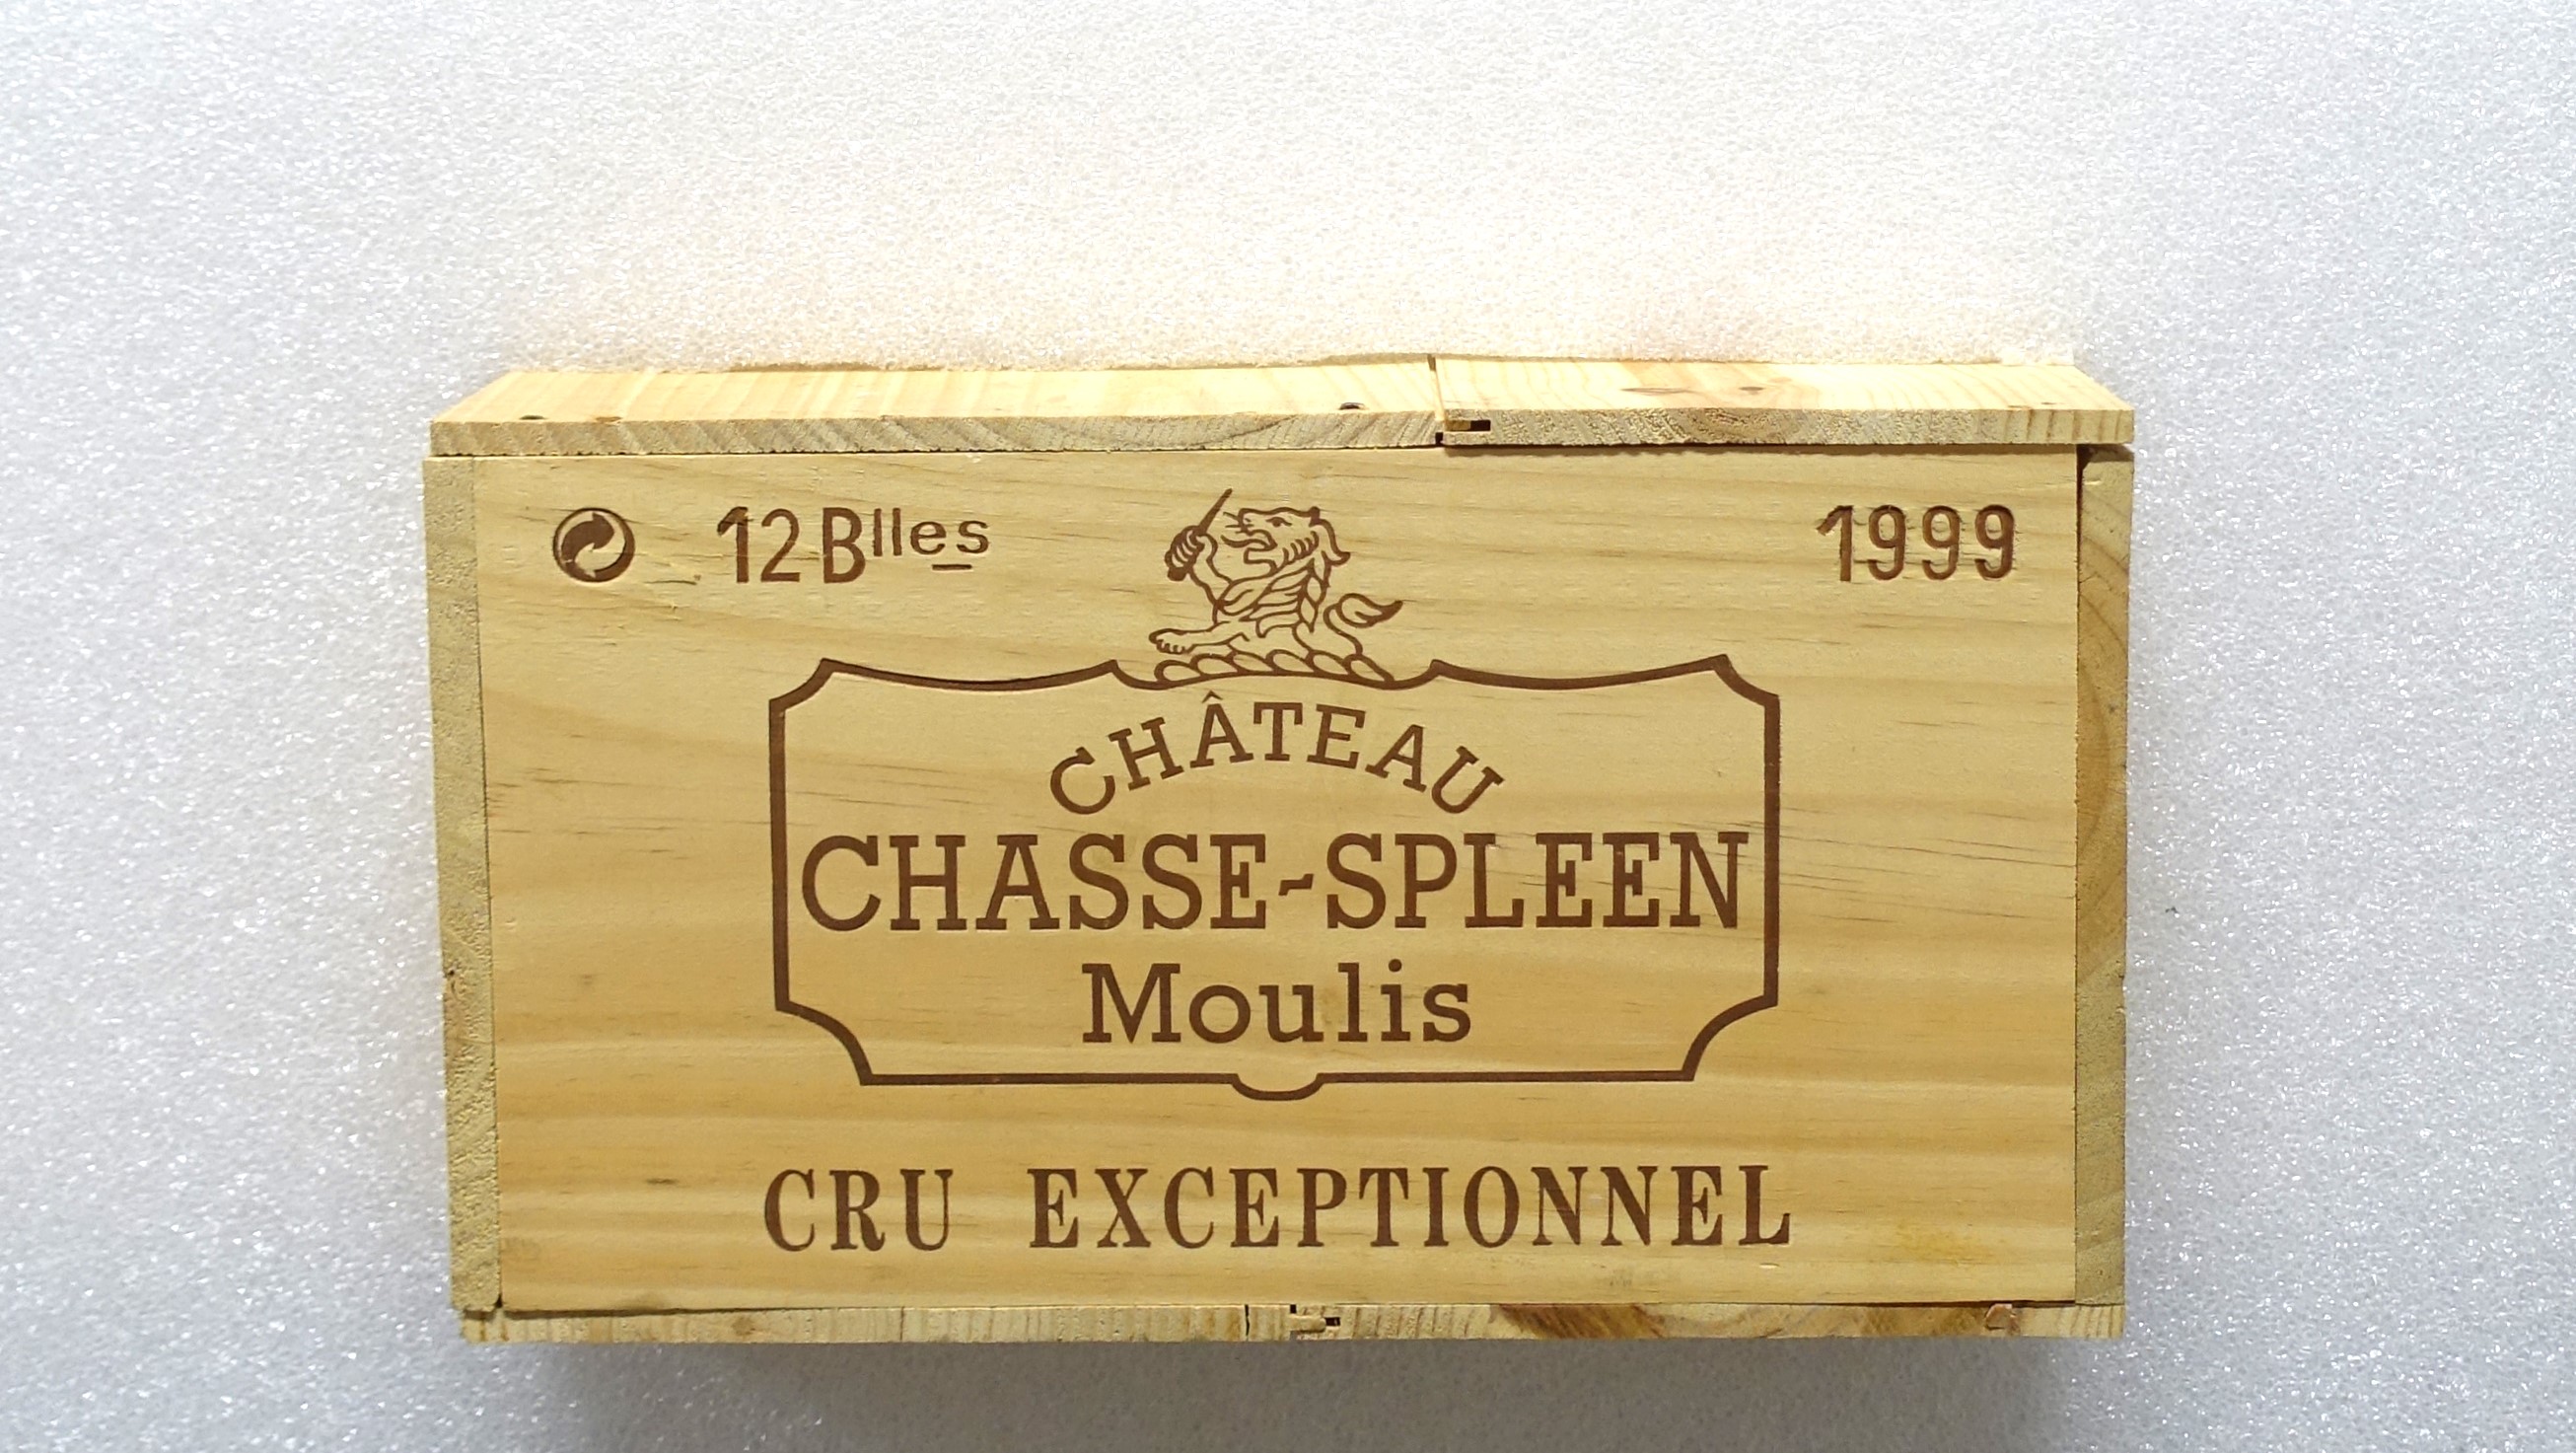 12 Blles 1999
CHÂTEAU
CHASSE-SPLEEN
Moulis
CRU EXCEPTIONNEL